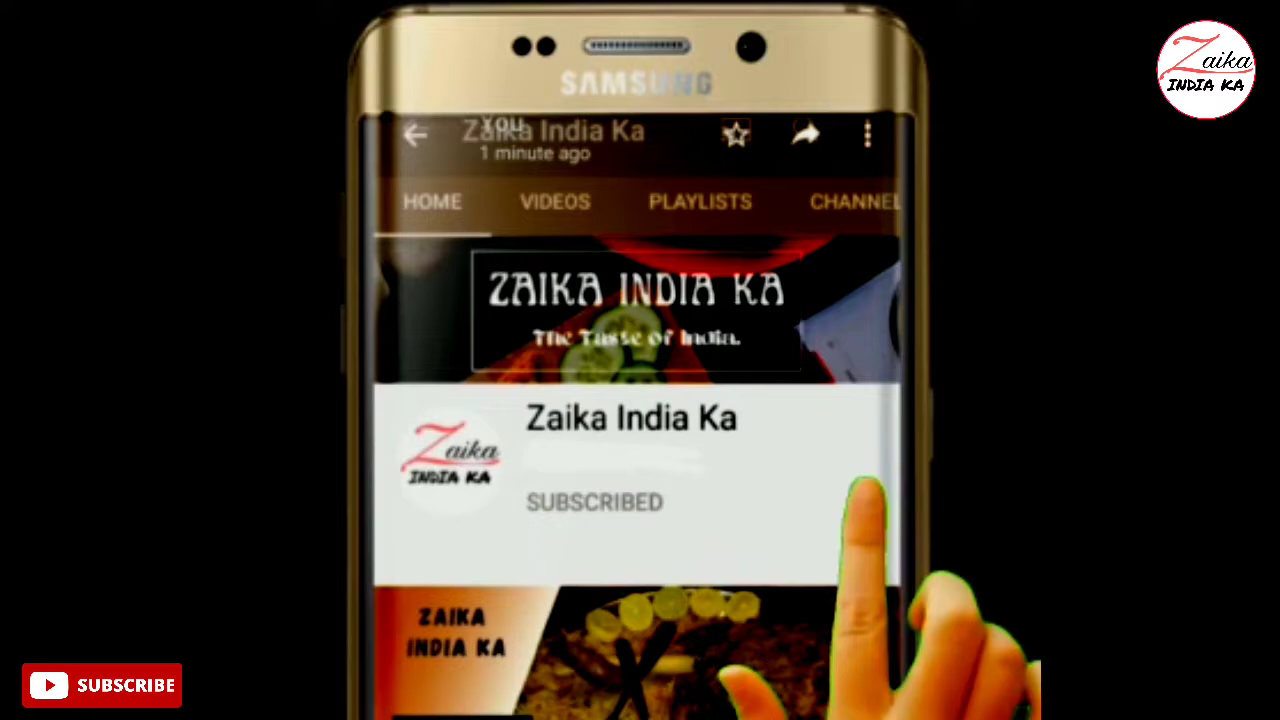 SAMSUNG
YOU
Zaika India Ka
1 minute ago
HOME VIDEOS PLAYLISTS CHANNEL
ZAIKA INDIA KA
The Taste of India.
Zaika India Ka
Zaika
INDIA KA
SUBSCRIBED
ZAIKA
INDIA KA
Zaika
INDIA KA
SUBSCRIBE